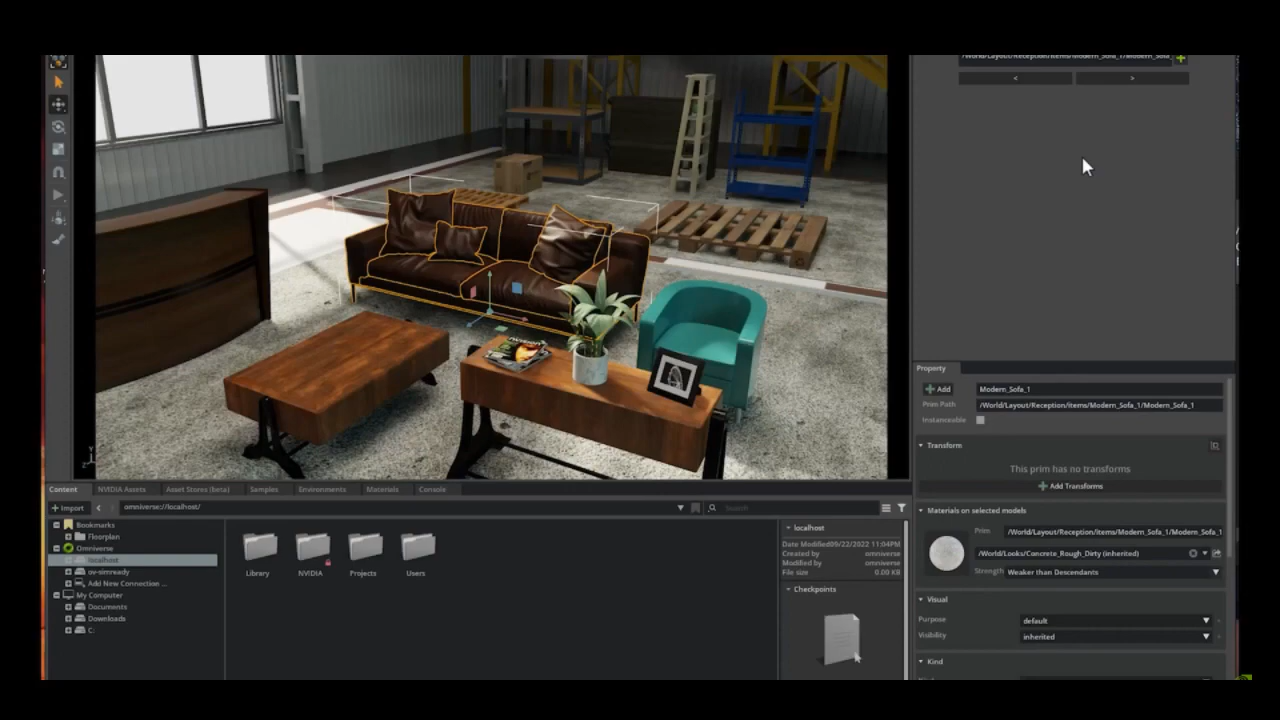 /World/Layout/Reception/Items/Modern_Sofa_1/Modern_Sofa
<
>
Property
Add
Modern_Sofa_1
Prim Path
/World/Layout/Reception/Items/Modern_Sofa_1/Modern_Sofa_1
Instanceable
Transform
This prim has no transforms
Add Transforms
Materials on selected models
Prim
/World/Layout/Reception/Items/Modern_Sofa_1/Modern_Sofa_1
/World/Looks/Concrete_Rough_Dirty (inherited)
Strength
Weaker than Descendants
Visual
Purpose
default
Visibility
inherited
Kind
Content
NVIDIA Assets
Asset Stores (beta)
Samples
Environments
Materials
Console
Import
omniverse://localhost/
Search
Bookmarks
Floorplan
Omniverse
localhost
ov-simready
Add New Connection ...
My Computer
Documents
Downloads
C:
Library
NVIDIA
Projects
Users
localhost
Date Modified 09/22/2022 11:04PM
Created by omniverse
Modified by omniverse
File size 0.00 KB
Checkpoints